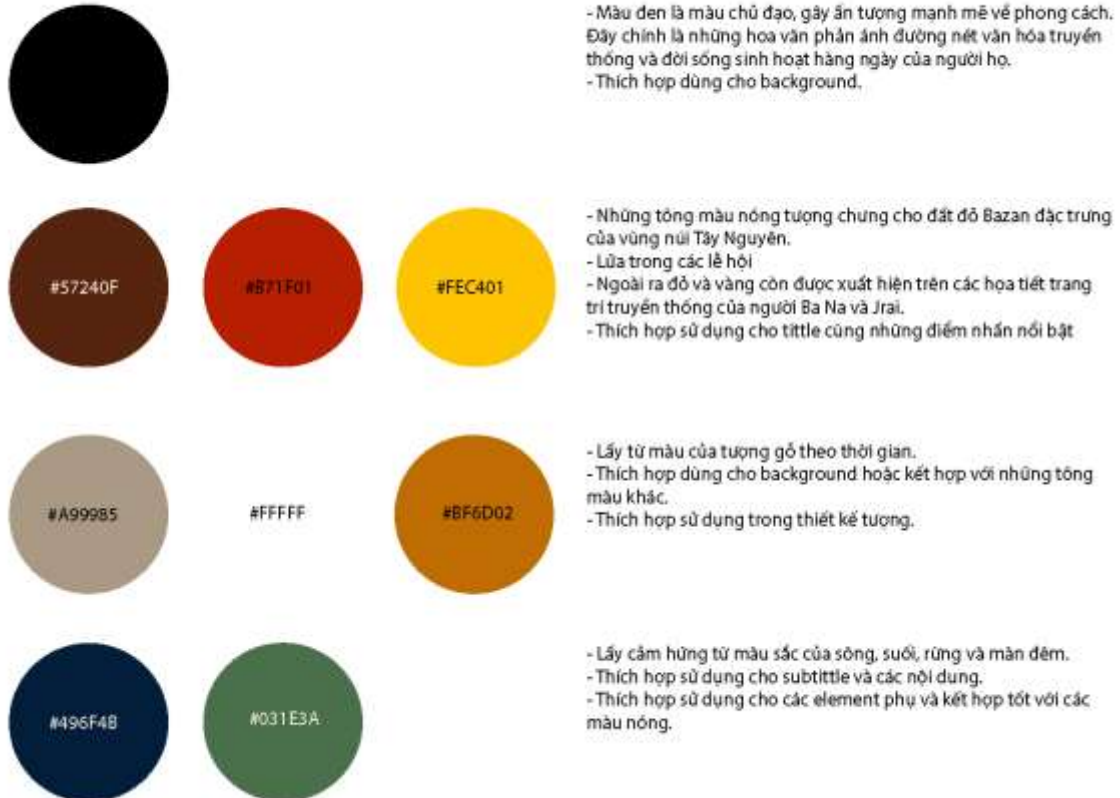 - Màu đen là màu chủ đạo, gây ấn tượng mạnh mẽ về phong cách.
Đây chính là những hoa văn phản ánh đường nét văn hóa truyền
thống và đời sống sinh hoạt hàng ngày của người họ.
- Thích hợp dùng cho background.
#57240F
#B71F01
#FEC401
- Những tông màu nóng tượng chưng cho đất đỏ Bazan đặc trưng
của vùng núi Tây Nguyên.
- Lửa trong các lễ hội
- Ngoài ra đỏ và vàng còn được xuất hiện trên các họa tiết trang
trí truyền thống của người Ba Na và Jrai.
- Thích hợp sử dụng cho tittle cùng những điểm nhấn nổi bật
#A99985
#FFFFF
#BF6D02
- Lấy từ màu của tượng gỗ theo thời gian.
- Thích hợp dùng cho background hoặc kết hợp với những tông
màu khác.
- Thích hợp sử dụng trong thiết kế tượng.
#496F4B
#031E3A
- Lấy cảm hứng từ màu sắc của sông, suối, rừng và màn đêm.
- Thích hợp sử dụng cho subtittle và các nội dung.
- Thích hợp sử dụng cho các element phụ và kết hợp tốt với các
màu nóng.